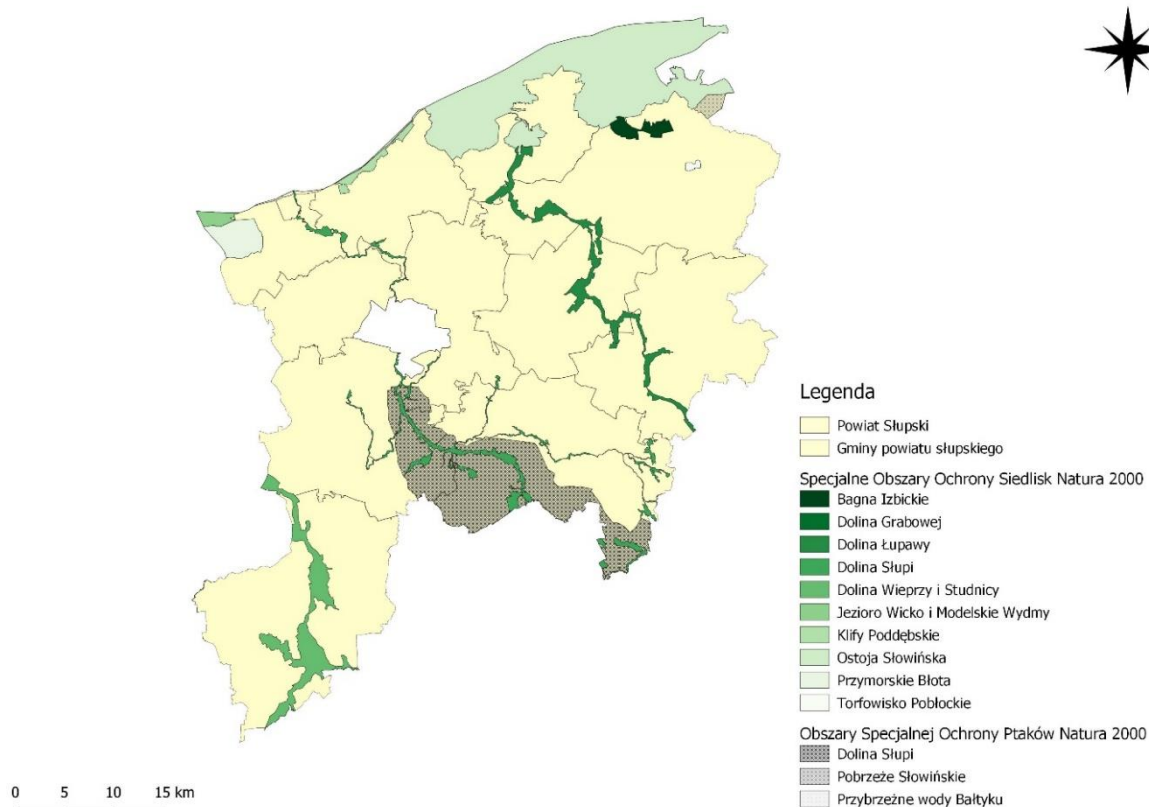 Legenda
Powiat Słupski
Gminy powiatu słupskiego
Specjalne Obszary Ochrony Siedlisk Natura 2000
Bagna Izbickie
Dolina Grabowej
Dolina Łupawy
Dolina Słupi
Dolina Wieprzy i Studnicy
Jezioro Wicko i Modelskie Wydmy
Klify Poddębskie
Ostoja Słowińska
Przymorskie Błota
Torfowisko Pobłockie
Obszary Specjalnej Ochrony Ptaków Natura 2000
Dolina Słupi
Pobrzeże Słowińskie
Przybrzeżne wody Bałtyku
0 5 10 15 km